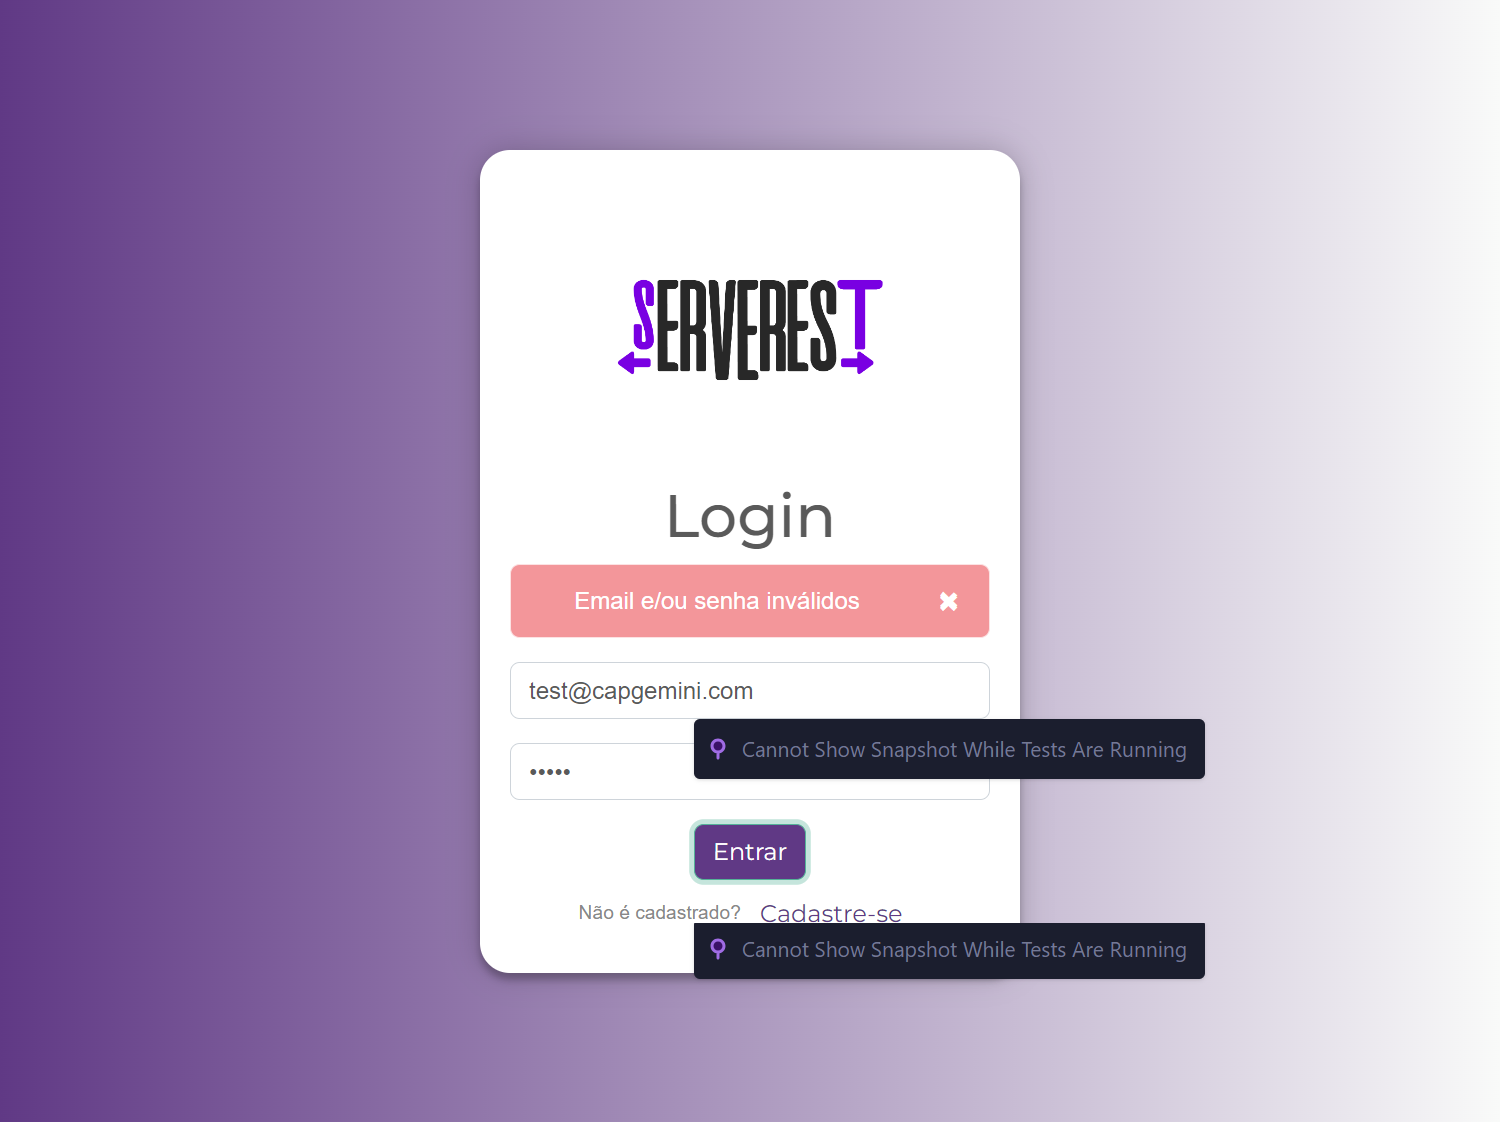 SERVEREST
Login
Email e/ou senha inválidos
test@capgemini.com
Cannot Show Snapshot While Tests Are Running
•••••
Entrar
Não é cadastrado? Cadastre-se
Cannot Show Snapshot While Tests Are Running